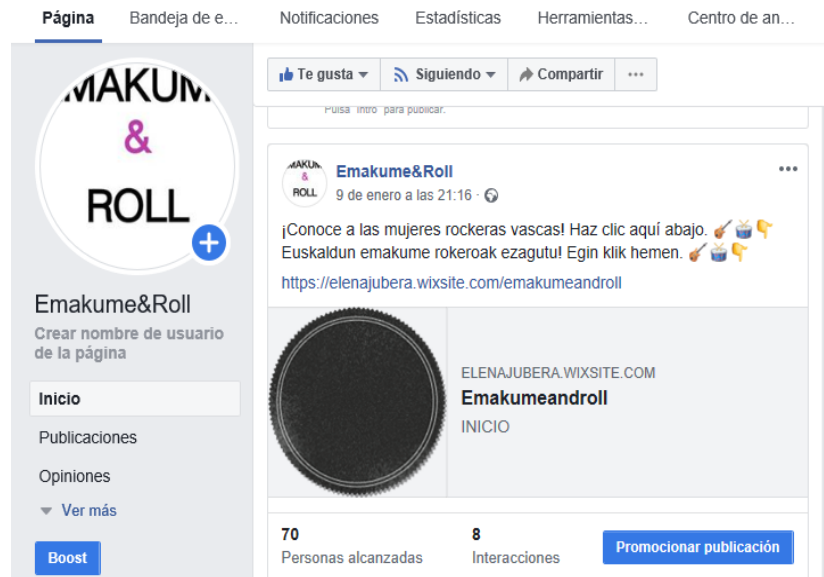 Página Bandeja de e... Notificaciones Estadísticas Herramientas... Centro de an...
Te gusta Siguiendo Compartir ...
Pulsa "Intro" para publicar.
MAKUM
&
ROLL
Emakume&Roll
Crear nombre de usuario
de la página
Inicio
Publicaciones
Opiniones
Ver más
Boost
MAKUM
&
ROLL
Emakume&Roll
9 de enero a las 21:16 ·
¡Conoce a las mujeres rockeras vascas! Haz clic aquí abajo. 🎸🥁👇
Euskaldun emakume rokeroak ezagutu! Egin klik hemen. 🎸🥁👇
https://elenajubera.wixsite.com/emakumeandroll
ELENAJUBERA.WIXSITE.COM
Emakumeandroll
INICIO
70
Personas alcanzadas
8
Interacciones
Promocionar publicación